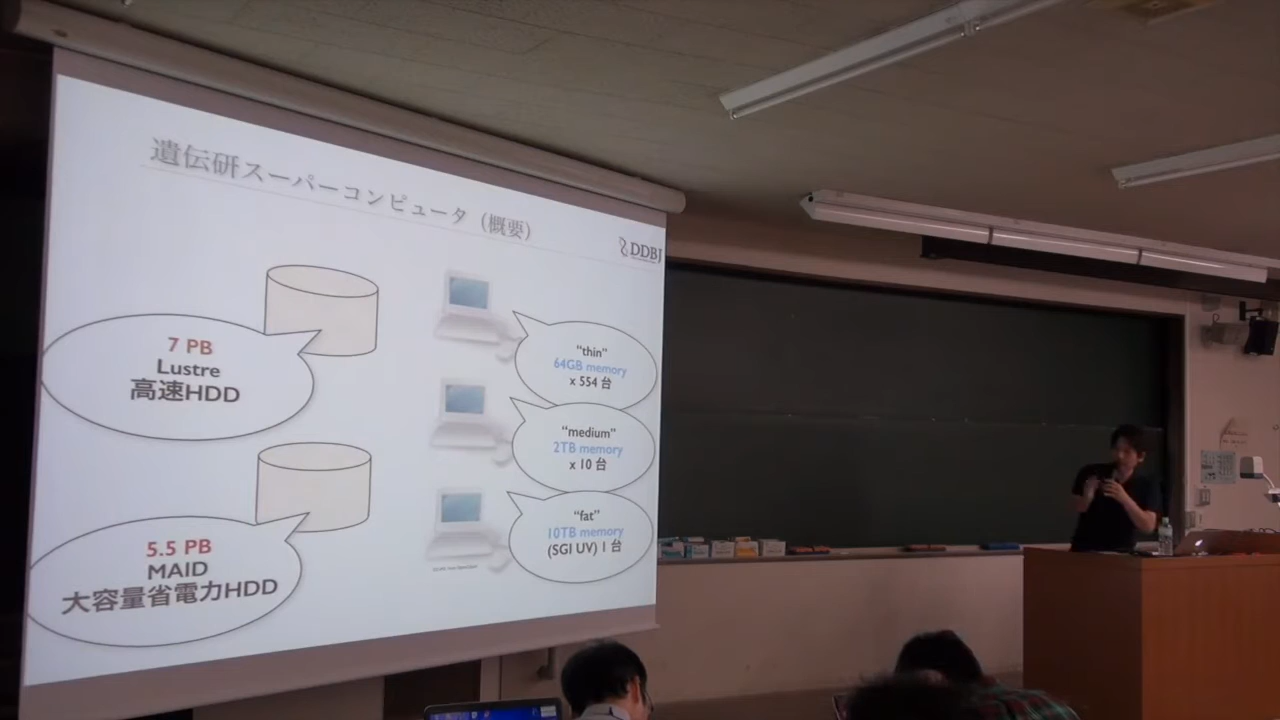 遺伝研スーパーコンピュータ（概要）
DDBJ
7 PB
Lustre
高速HDD
5.5 PB
MAID
大容量省電力HDD
“thin”
64GB memory
x 554 台
“medium”
2TB memory
x 10 台
“fat”
10TB memory
(SGI UV) 1 台